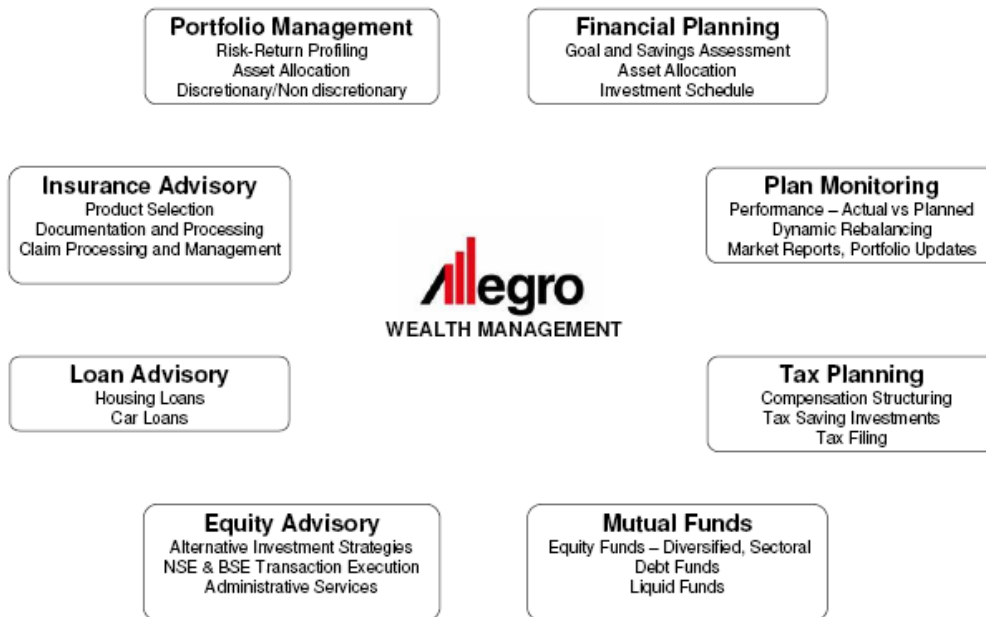 Portfolio Management
Risk-Return Profiling
Asset Allocation
Discretionary/Non discretionary
Financial Planning
Goal and Savings Assessment
Asset Allocation
Investment Schedule
Insurance Advisory
Product Selection
Documentation and Processing
Claim Processing and Management
Plan Monitoring
Performance – Actual vs Planned
Dynamic Rebalancing
Market Reports, Portfolio Updates
Allegro
WEALTH MANAGEMENT
Loan Advisory
Housing Loans
Car Loans
Tax Planning
Compensation Structuring
Tax Saving Investments
Tax Filing
Equity Advisory
Alternative Investment Strategies
NSE & BSE Transaction Execution
Administrative Services
Mutual Funds
Equity Funds – Diversified, Sectoral
Debt Funds
Liquid Funds